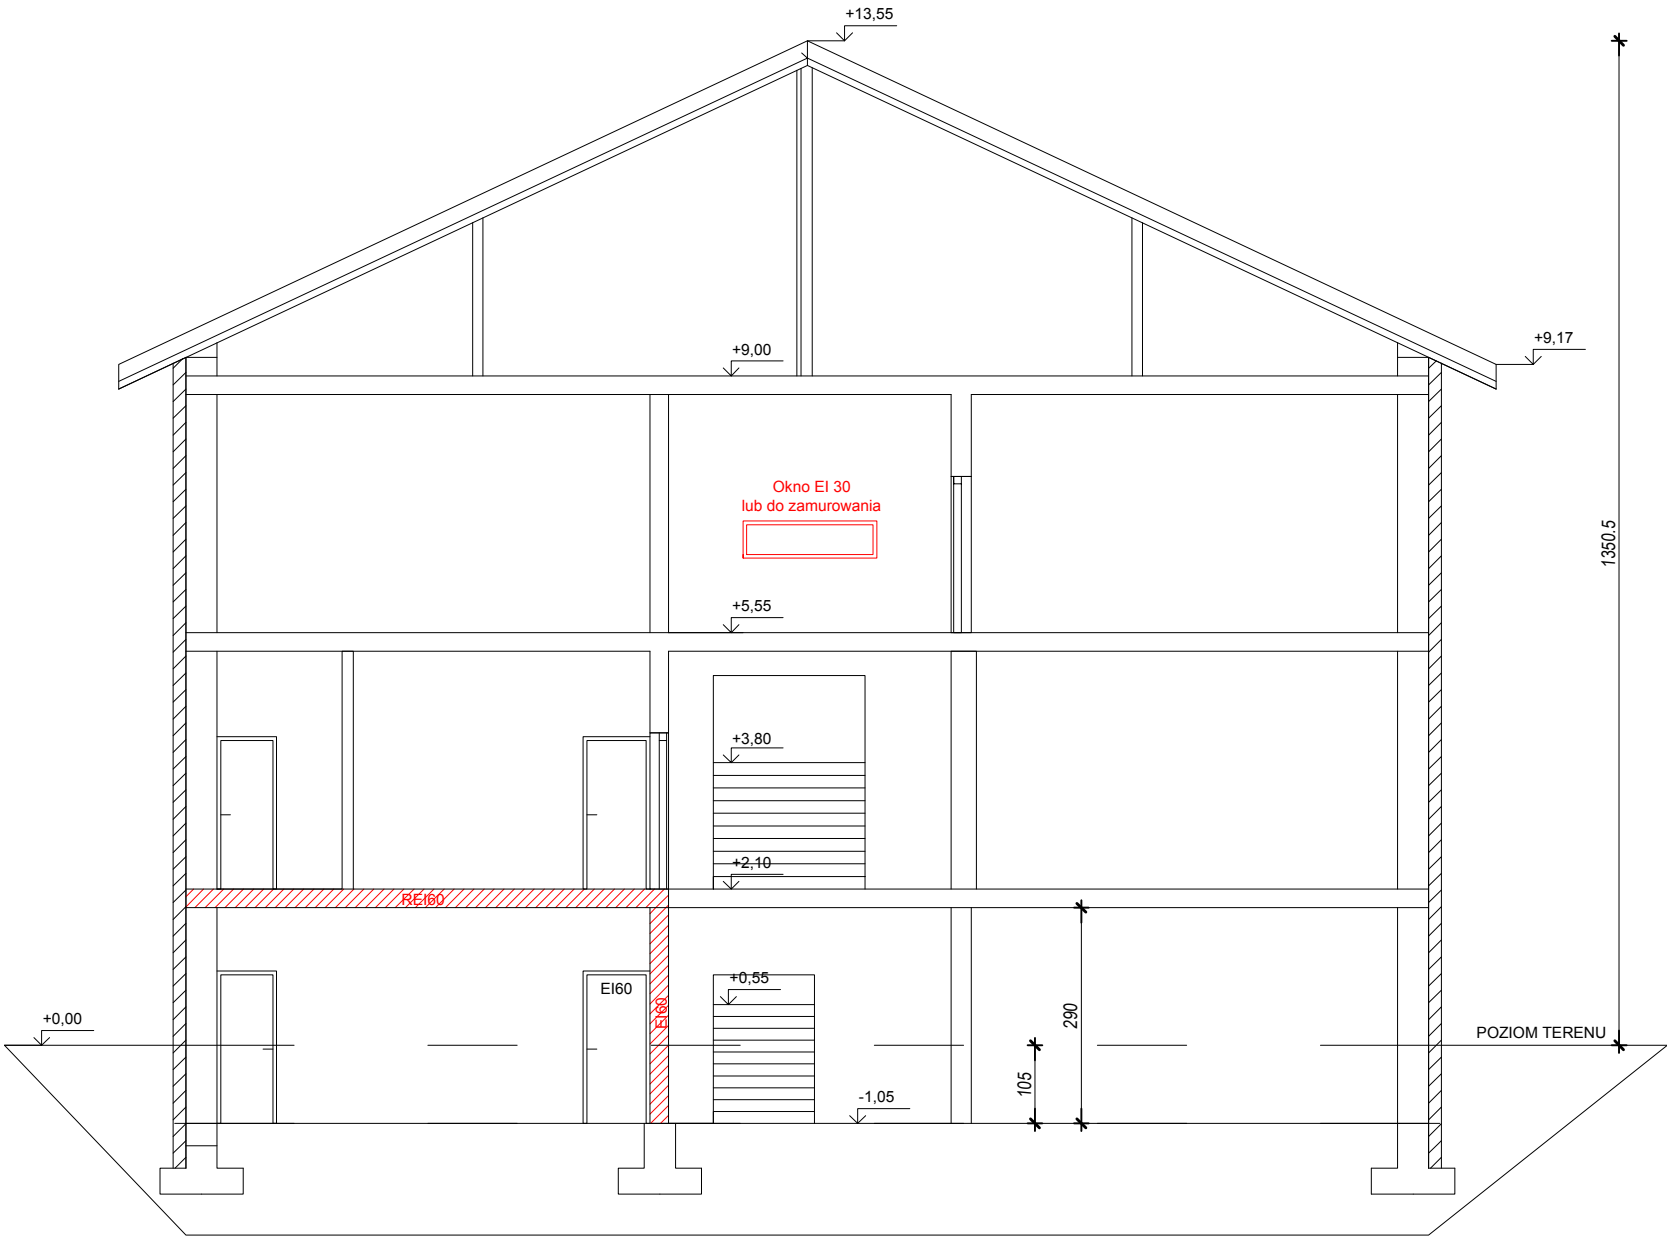 +13,55
+9,17
+9,00
Okno EI 30
lub do zamurowania
1350.5
+5,55
+3,80
+2,10
REI60
+0,55
EI60
EI60
290
+0,00
POZIOM TERENU
105
-1,05